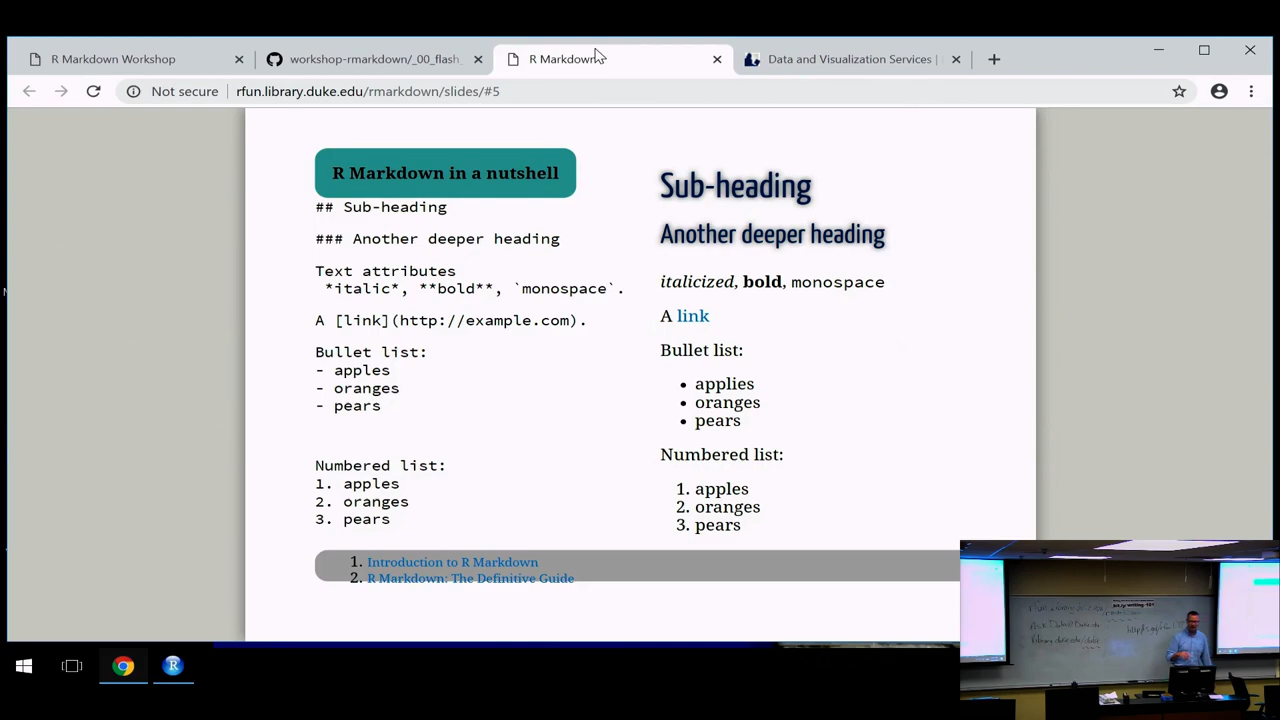 R Markdown Workshop
workshop-rmarkdown/_00_flash_
R Markdown
Data and Visualization Services |
Not secure
rfun.library.duke.edu/rmarkdown/slides/#5
R Markdown in a nutshell
## Sub-heading
### Another deeper heading
Text attributes
*italic*, **bold**, `monospace`.
A [link](http://example.com).
Bullet list:
- apples
- oranges
- pears
Numbered list:
1. apples
2. oranges
3. pears
Sub-heading
Another deeper heading
italicized, bold, monospace
A link
Bullet list:
• applies
• oranges
• pears
Numbered list:
1. apples
2. oranges
3. pears
1. Introduction to R Markdown
2. R Markdown: The Definitive Guide